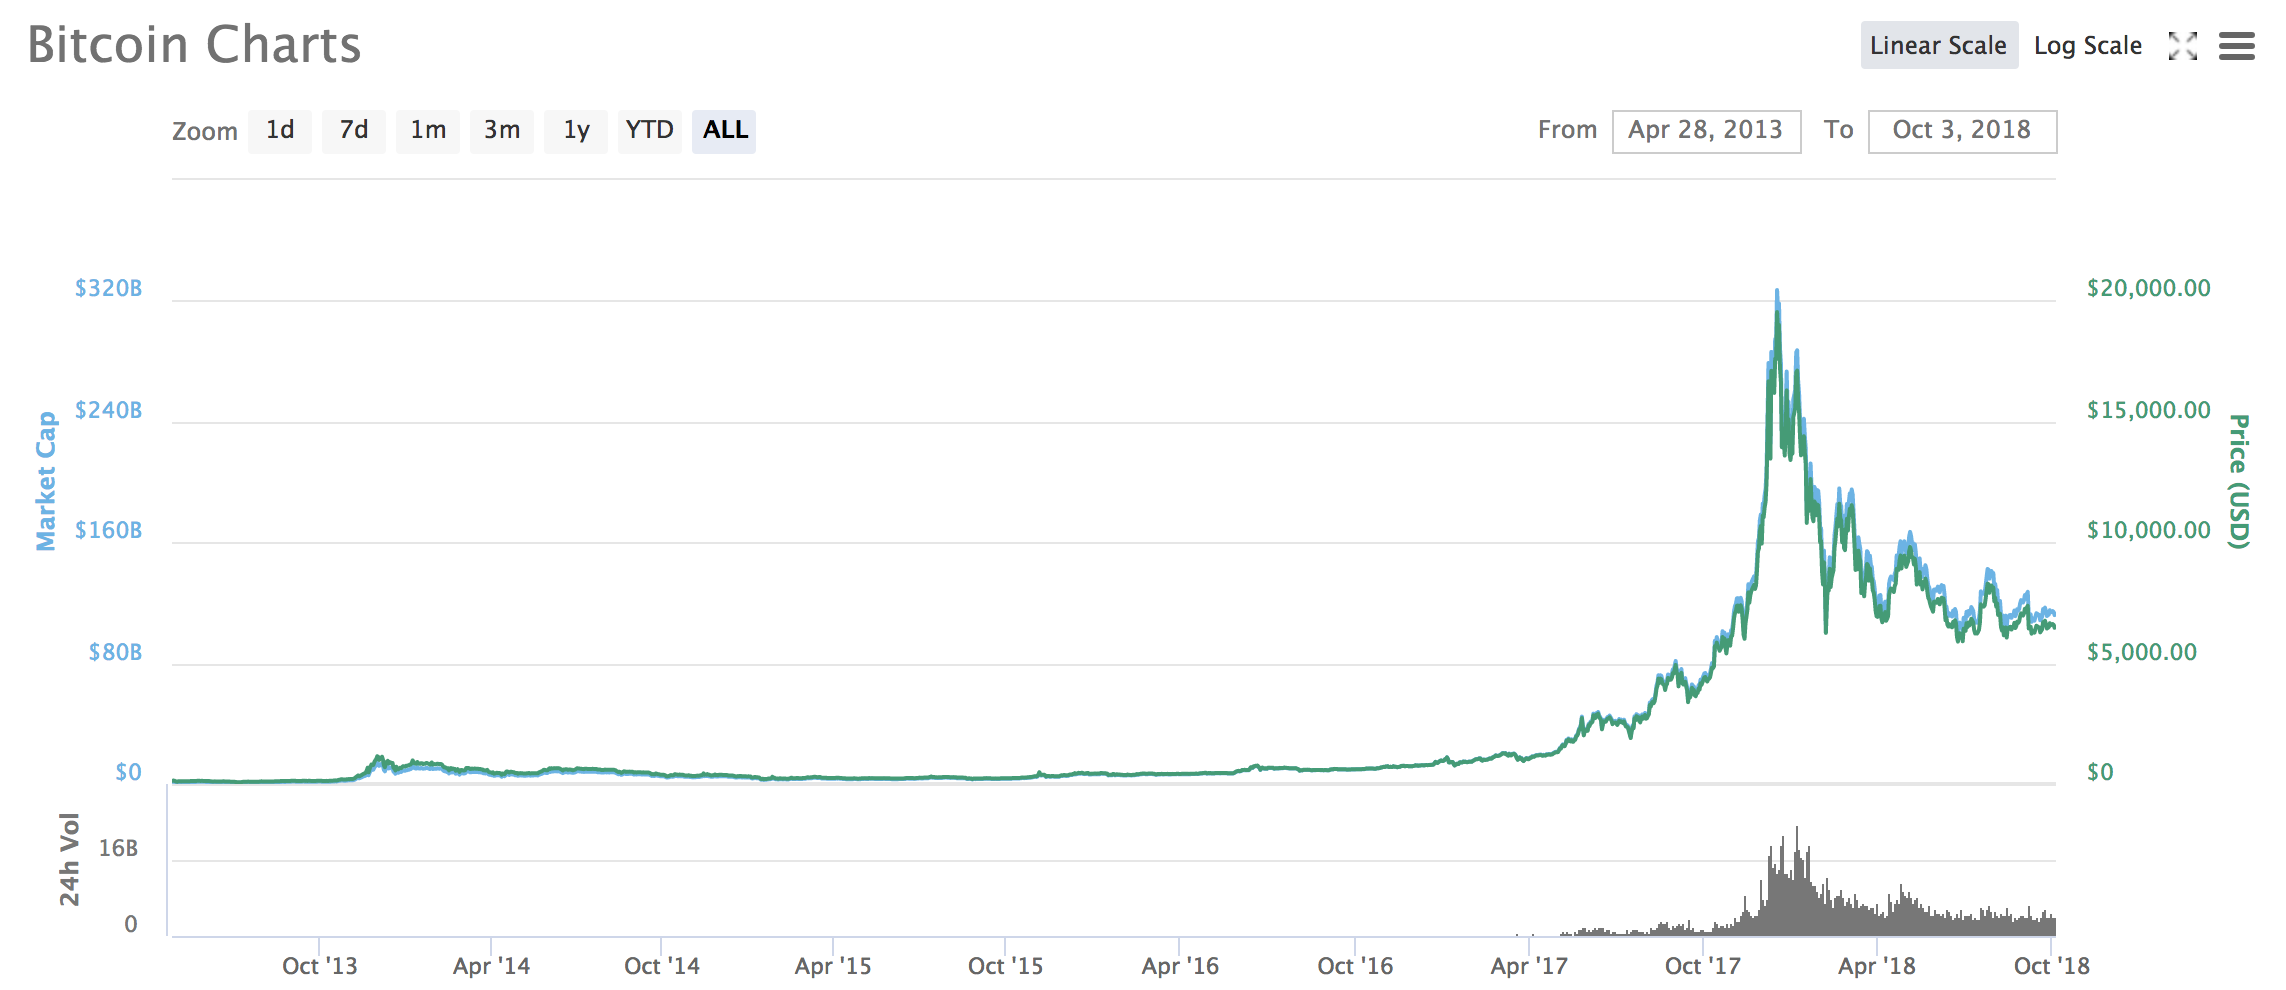 Bitcoin Charts
Linear Scale Log Scale
Zoom 1d 7d 1m 3m 1y YTD ALL
From Apr 28, 2013 To Oct 3, 2018
$320B
$240B
$160B
$80B
$0
Market Cap
$20,000.00
$15,000.00
$10,000.00
$5,000.00
$0
Price (USD)
24h Vol
16B
0
Oct '13 Apr '14 Oct '14 Apr '15 Oct '15 Apr '16 Oct '16 Apr '17 Oct '17 Apr '18 Oct '18